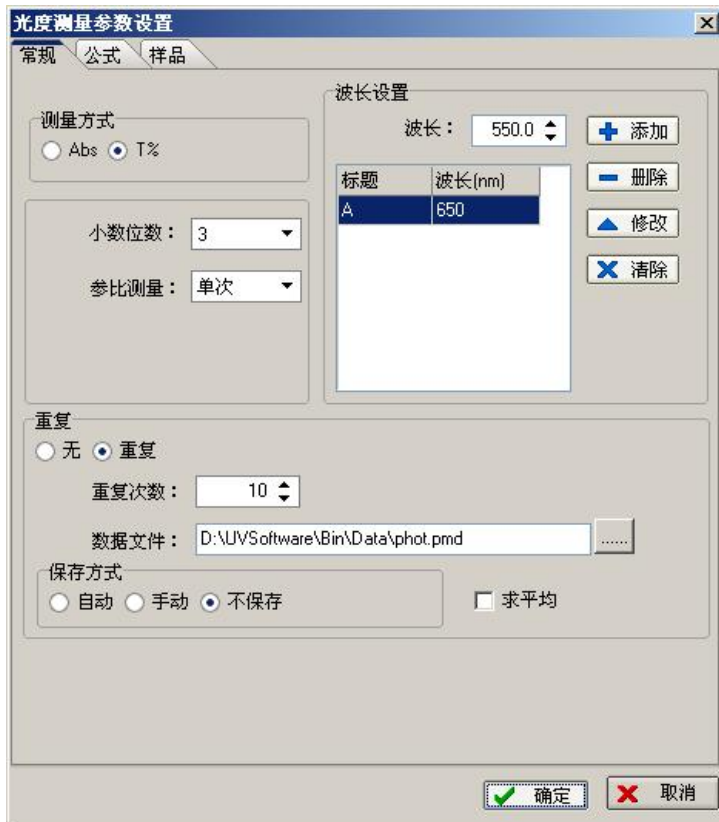 光度测量参数设置
常规 公式 样品
测量方式
Abs T%
小数位数： 3
参比测量： 单次
波长设置
波长： 550.0 添加
标题 波长(nm) 删除
A 650 修改
清除
重复
无 重复
重复次数： 10
数据文件： D:\UVSoftware\Bin\Data\phot.pmd ......
保存方式
自动 手动 不保存 求平均
确定 取消